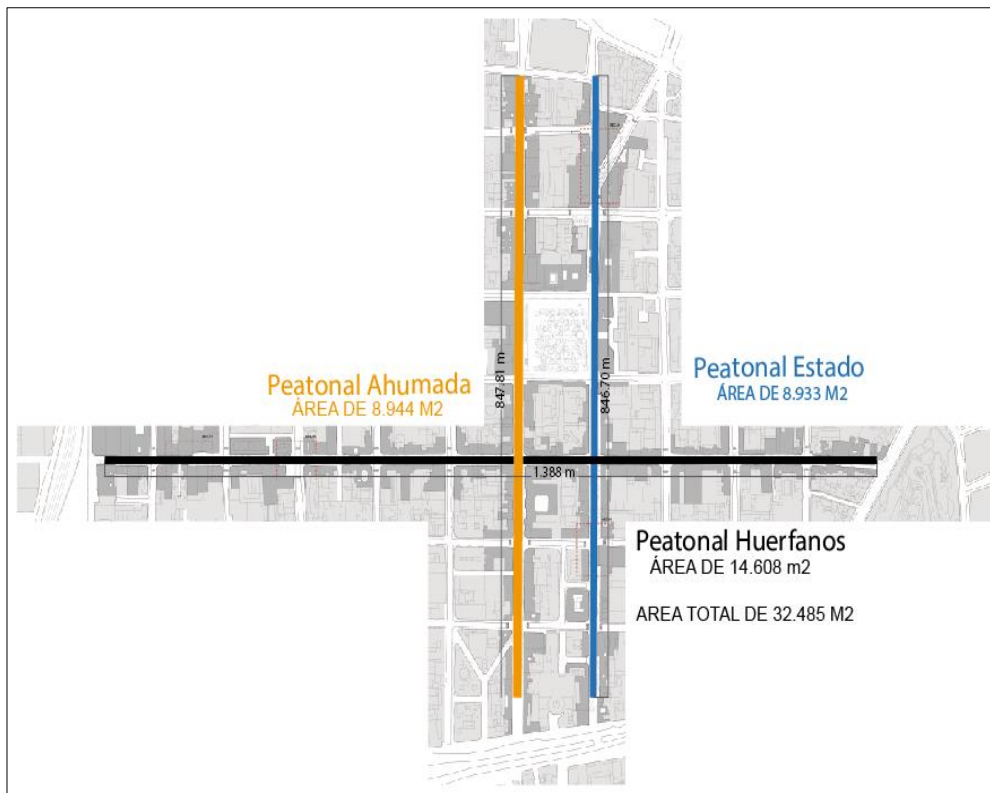 847.81 m
846.70 m
Peatonal Ahumada
ÁREA DE 8.944 M2
Peatonal Estado
ÁREA DE 8.933 M2
1.388 m
Peatonal Huerfanos
ÁREA DE 14.608 m2
AREA TOTAL DE 32.485 M2